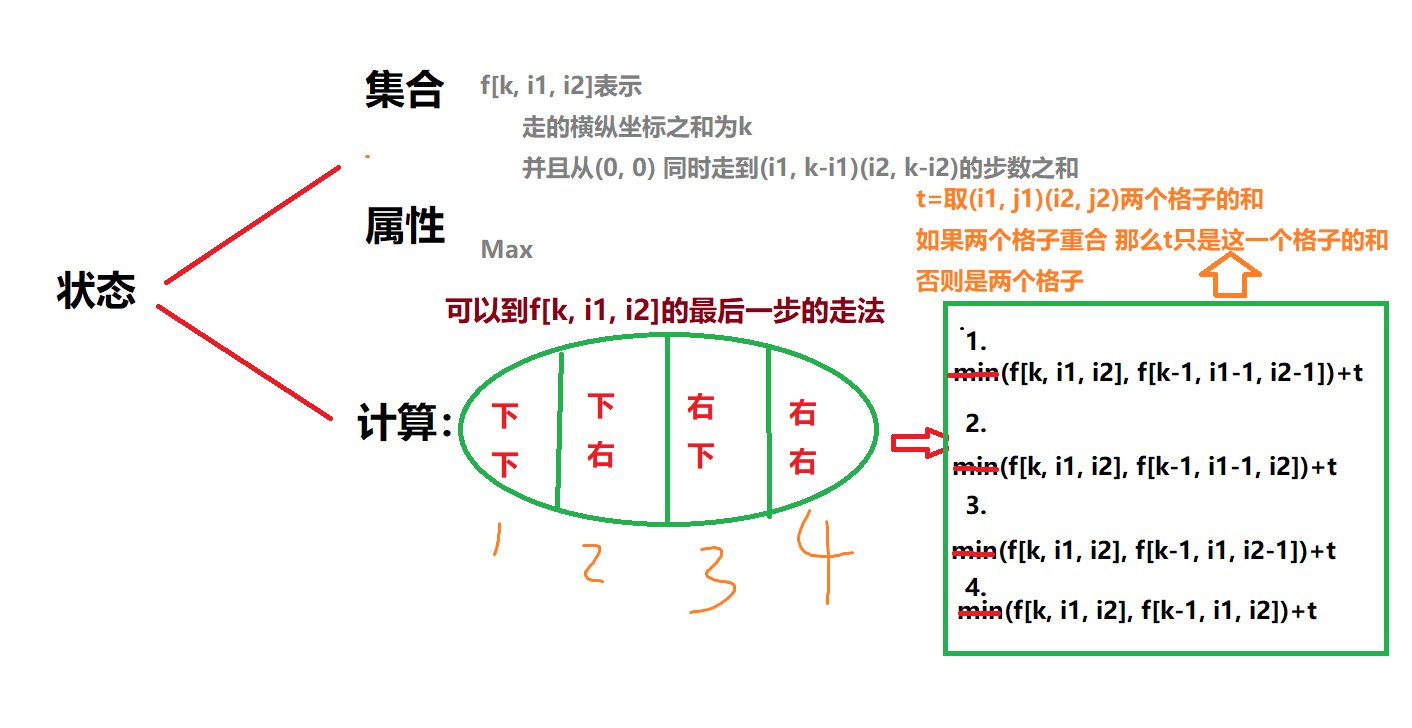 集合
f[k, i1, i2]表示
走的横纵坐标之和为k
并且从(0, 0) 同时走到(i1, k-i1)(i2, k-i2)的步数之和
t=取(i1, j1)(i2, j2)两个格子的和
如果两个格子重合 那么t只是这一个格子的和
否则是两个格子
属性
Max
状态
可以到f[k, i1, i2]的最后一步的走法
计算：
下 下 右 右
下 右 下 右
1 2 3 4
1.
min(f[k, i1, i2], f[k-1, i1-1, i2-1])+t
2.
min(f[k, i1, i2], f[k-1, i1-1, i2])+t
3.
min(f[k, i1, i2], f[k-1, i1, i2-1])+t
4.
min(f[k, i1, i2], f[k-1, i1, i2])+t